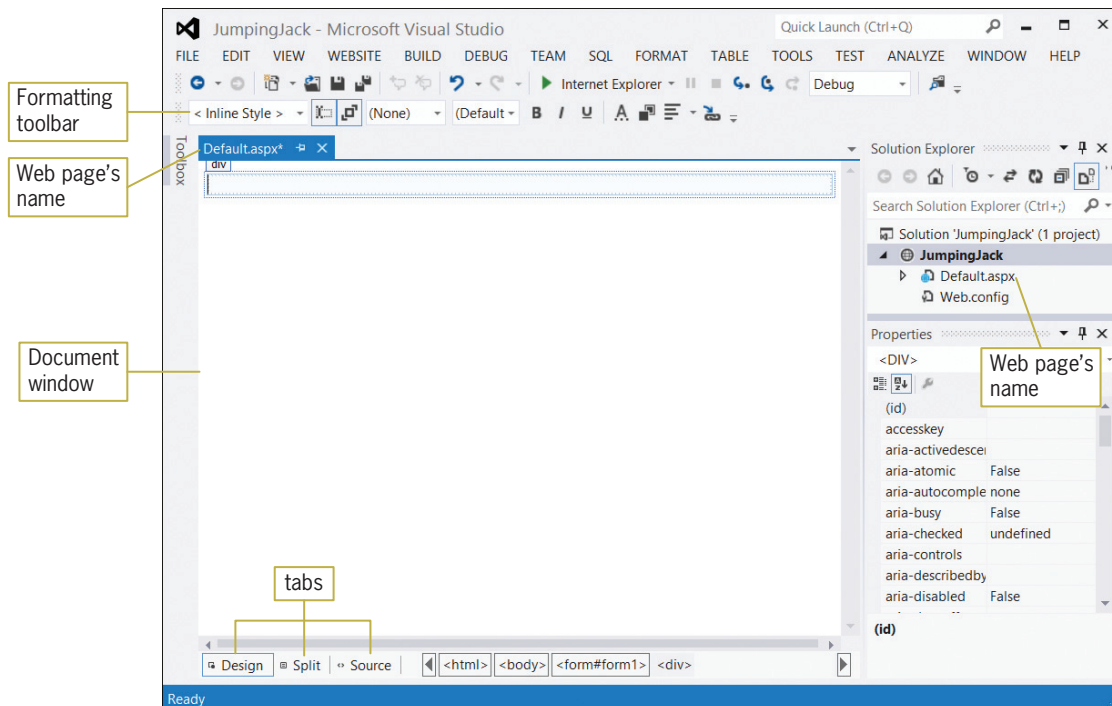 JumpingJack - Microsoft Visual Studio
Quick Launch (Ctrl+Q)
FILE EDIT VIEW WEBSITE BUILD DEBUG TEAM SQL FORMAT TABLE TOOLS TEST ANALYZE WINDOW HELP
Internet Explorer Debug
< Inline Style > (None) (Default B I U A
Formatting
toolbar
Toolbox
Default.aspx*
div
Web page's
name
Document
window
tabs
Design Split Source <html> <body> <form#form1> <div>
Ready
Solution Explorer
Search Solution Explorer (Ctrl+;)
Solution 'JumpingJack' (1 project)
JumpingJack
Default.aspx
Web.config
Properties
<DIV>
Web page's
name
(id)
accesskey
aria-activedescer
aria-atomic False
aria-autocomple none
aria-busy False
aria-checked undefined
aria-controls
aria-describedby
aria-disabled False
(id)